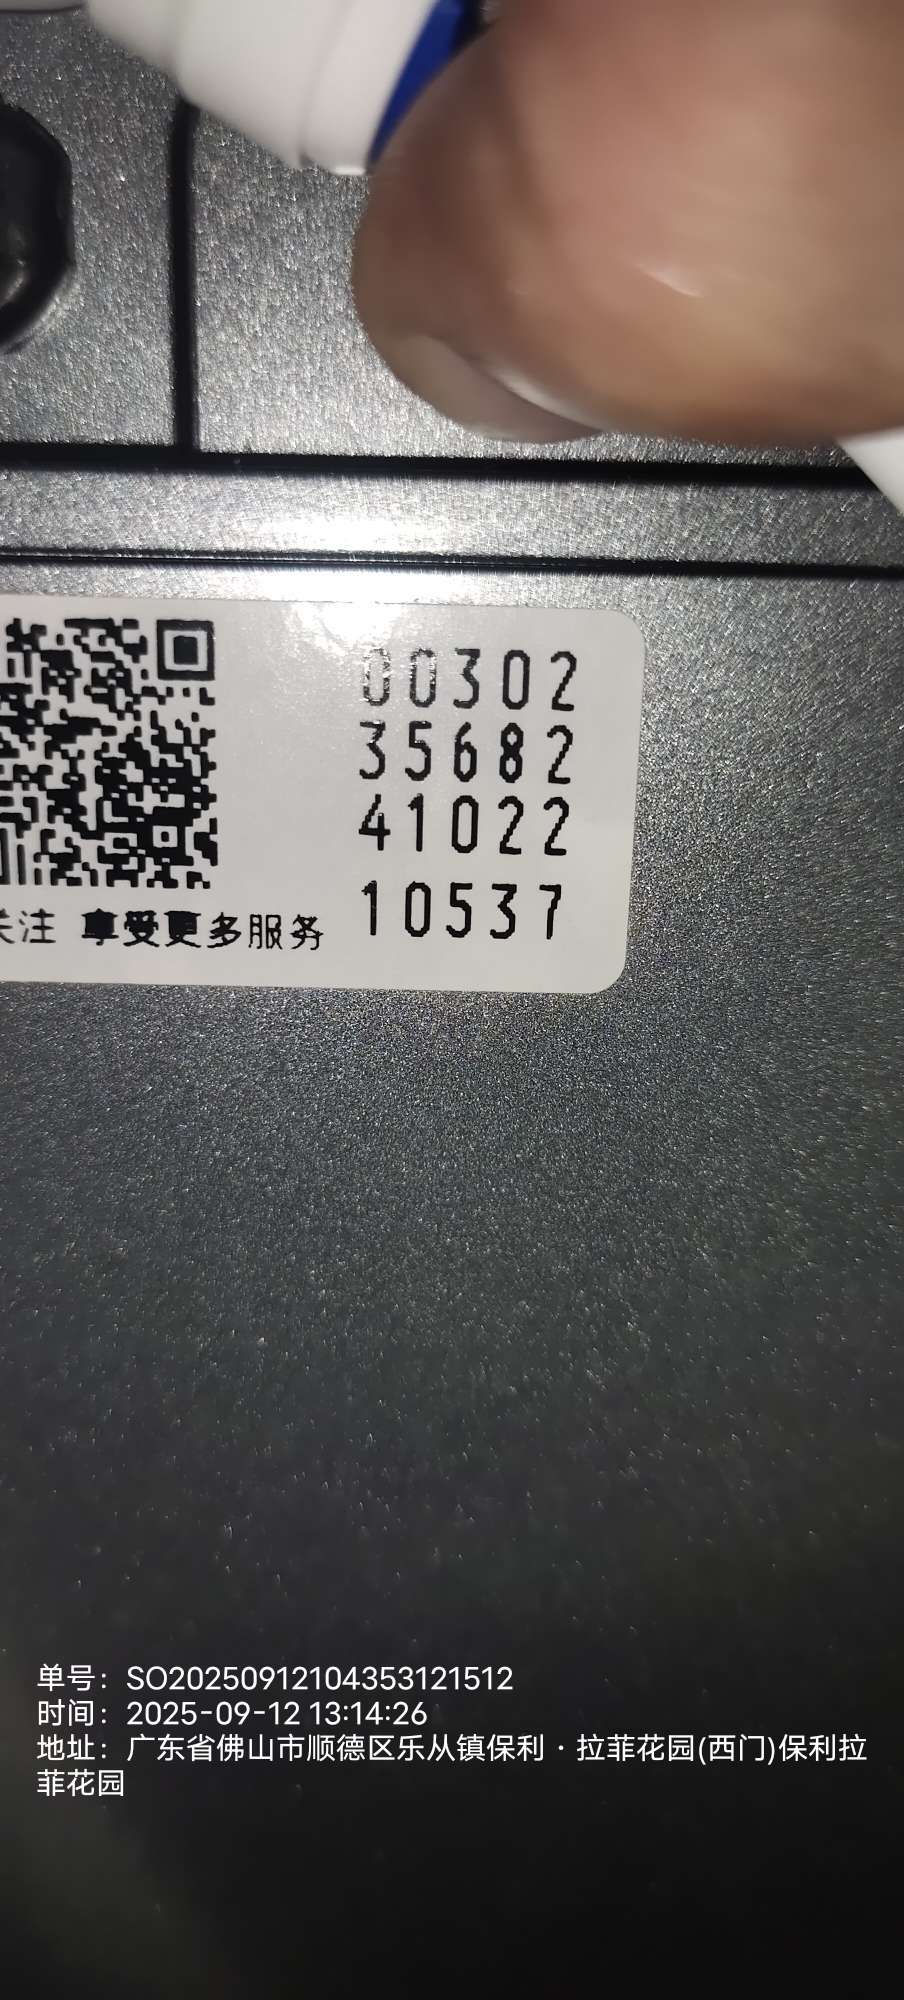 00302
35682
41022
10537
关注 享受更多服务
单号：SO20250912104353121512
时间：2025-09-12 13:14:26
地址：广东省佛山市顺德区乐从镇保利·拉菲花园(西门)保利拉
菲花园